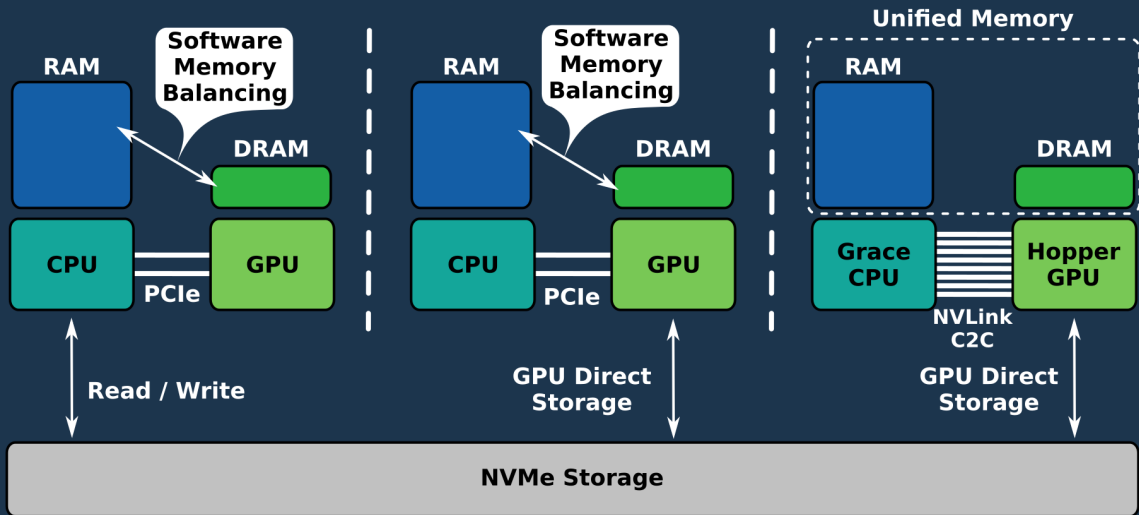 Software
Memory
Balancing
RAM
DRAM
CPU
GPU
PCIe
Read / Write
Software
Memory
Balancing
RAM
DRAM
CPU
GPU
PCIe
GPU Direct
Storage
Unified Memory
RAM
DRAM
Grace
CPU
Hopper
GPU
NVLink
C2C
GPU Direct
Storage
NVMe Storage